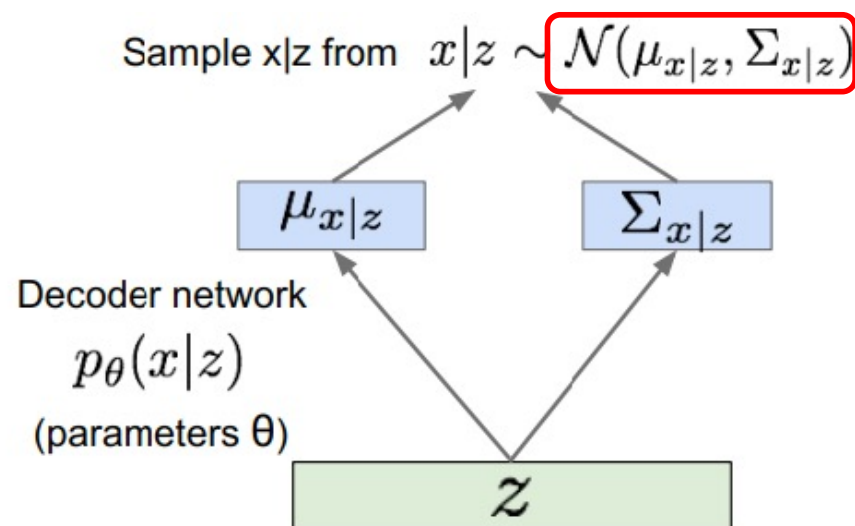 Sample x|z from x|z ~ 𝒩(μ_{x|z}, Σ_{x|z})
μ_{x|z} Σ_{x|z}
Decoder network
p_θ(x|z)
(parameters θ)
z